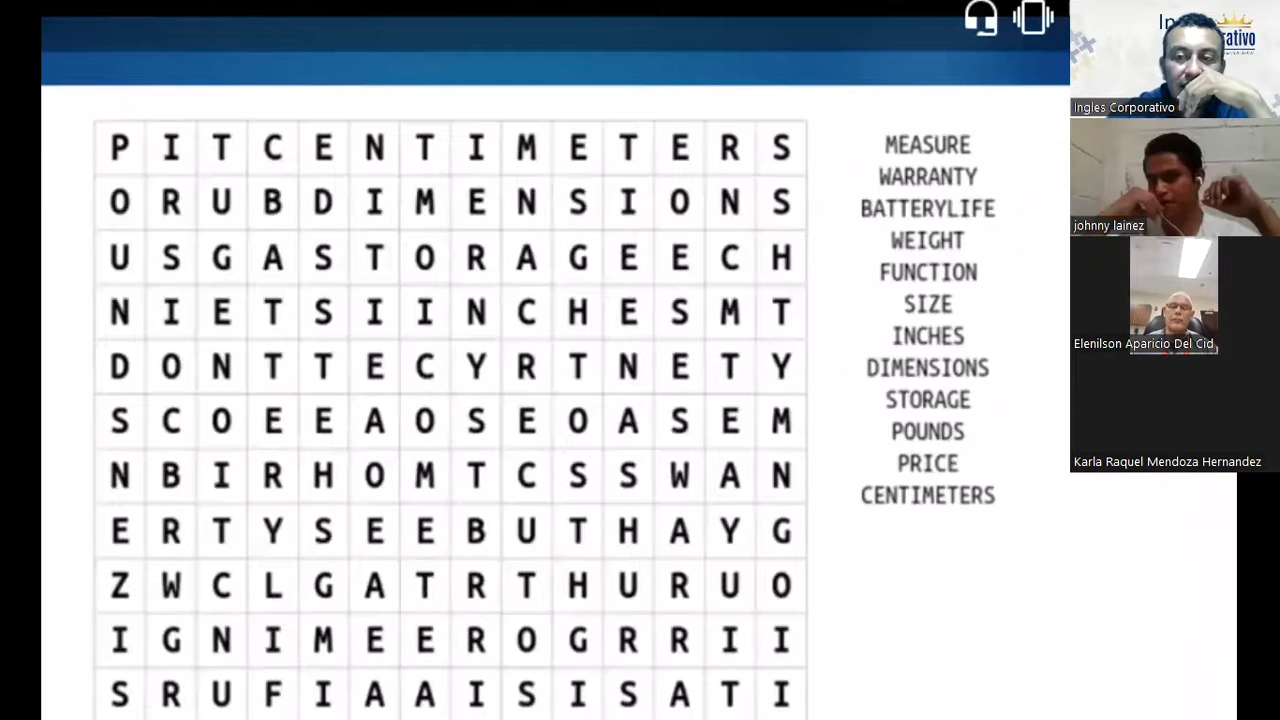 P I T C E N T I M E T E R S
O R U B D I M E N S I O N S
U S G A S T O R A G E E C H
N I E T S I I N C H E S M T
D O N T T E C Y R T N E T Y
S C O E E A O S E O A S E M
N B I R H O M T C S S W A N
E R T Y S E E B U T H A Y G
Z W C L G A T R T H U R U O
I G N I M E E R O G R R I I
S R U F I A A I S I S A T I
MEASURE
WARRANTY
BATTERYLIFE
WEIGHT
FUNCTION
SIZE
INCHES
DIMENSIONS
STORAGE
POUNDS
PRICE
CENTIMETERS
Ingles Corporativo
johnny lainez
Elenilson Aparicio Del Cid
Karla Raquel Mendoza Hernandez